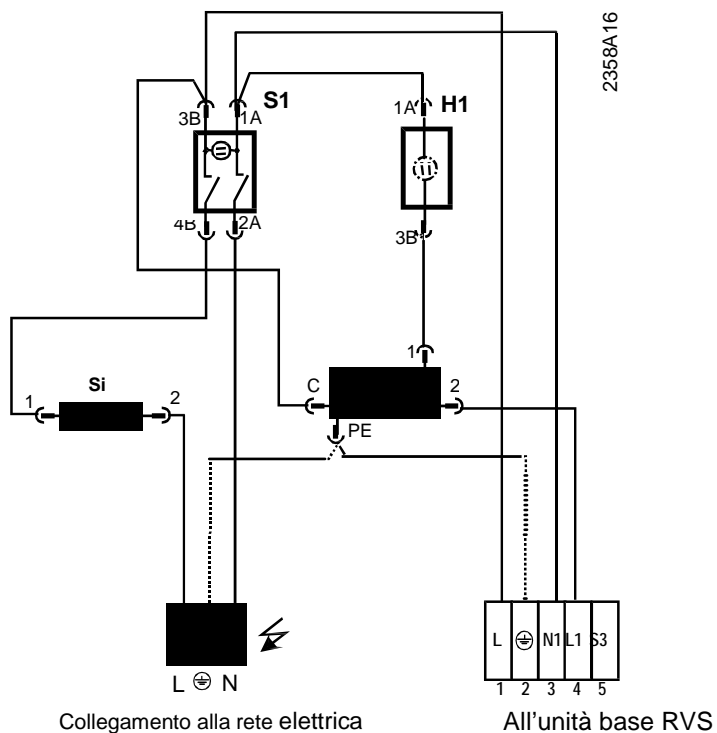 2358A16
S1
H1
3B
1A
1A
4B
2A
3B
1
Si
1
2
C
2
PE
L N1 L1 S3
1 2 3 4 5
L N
Collegamento alla rete elettrica
All'unità base RVS